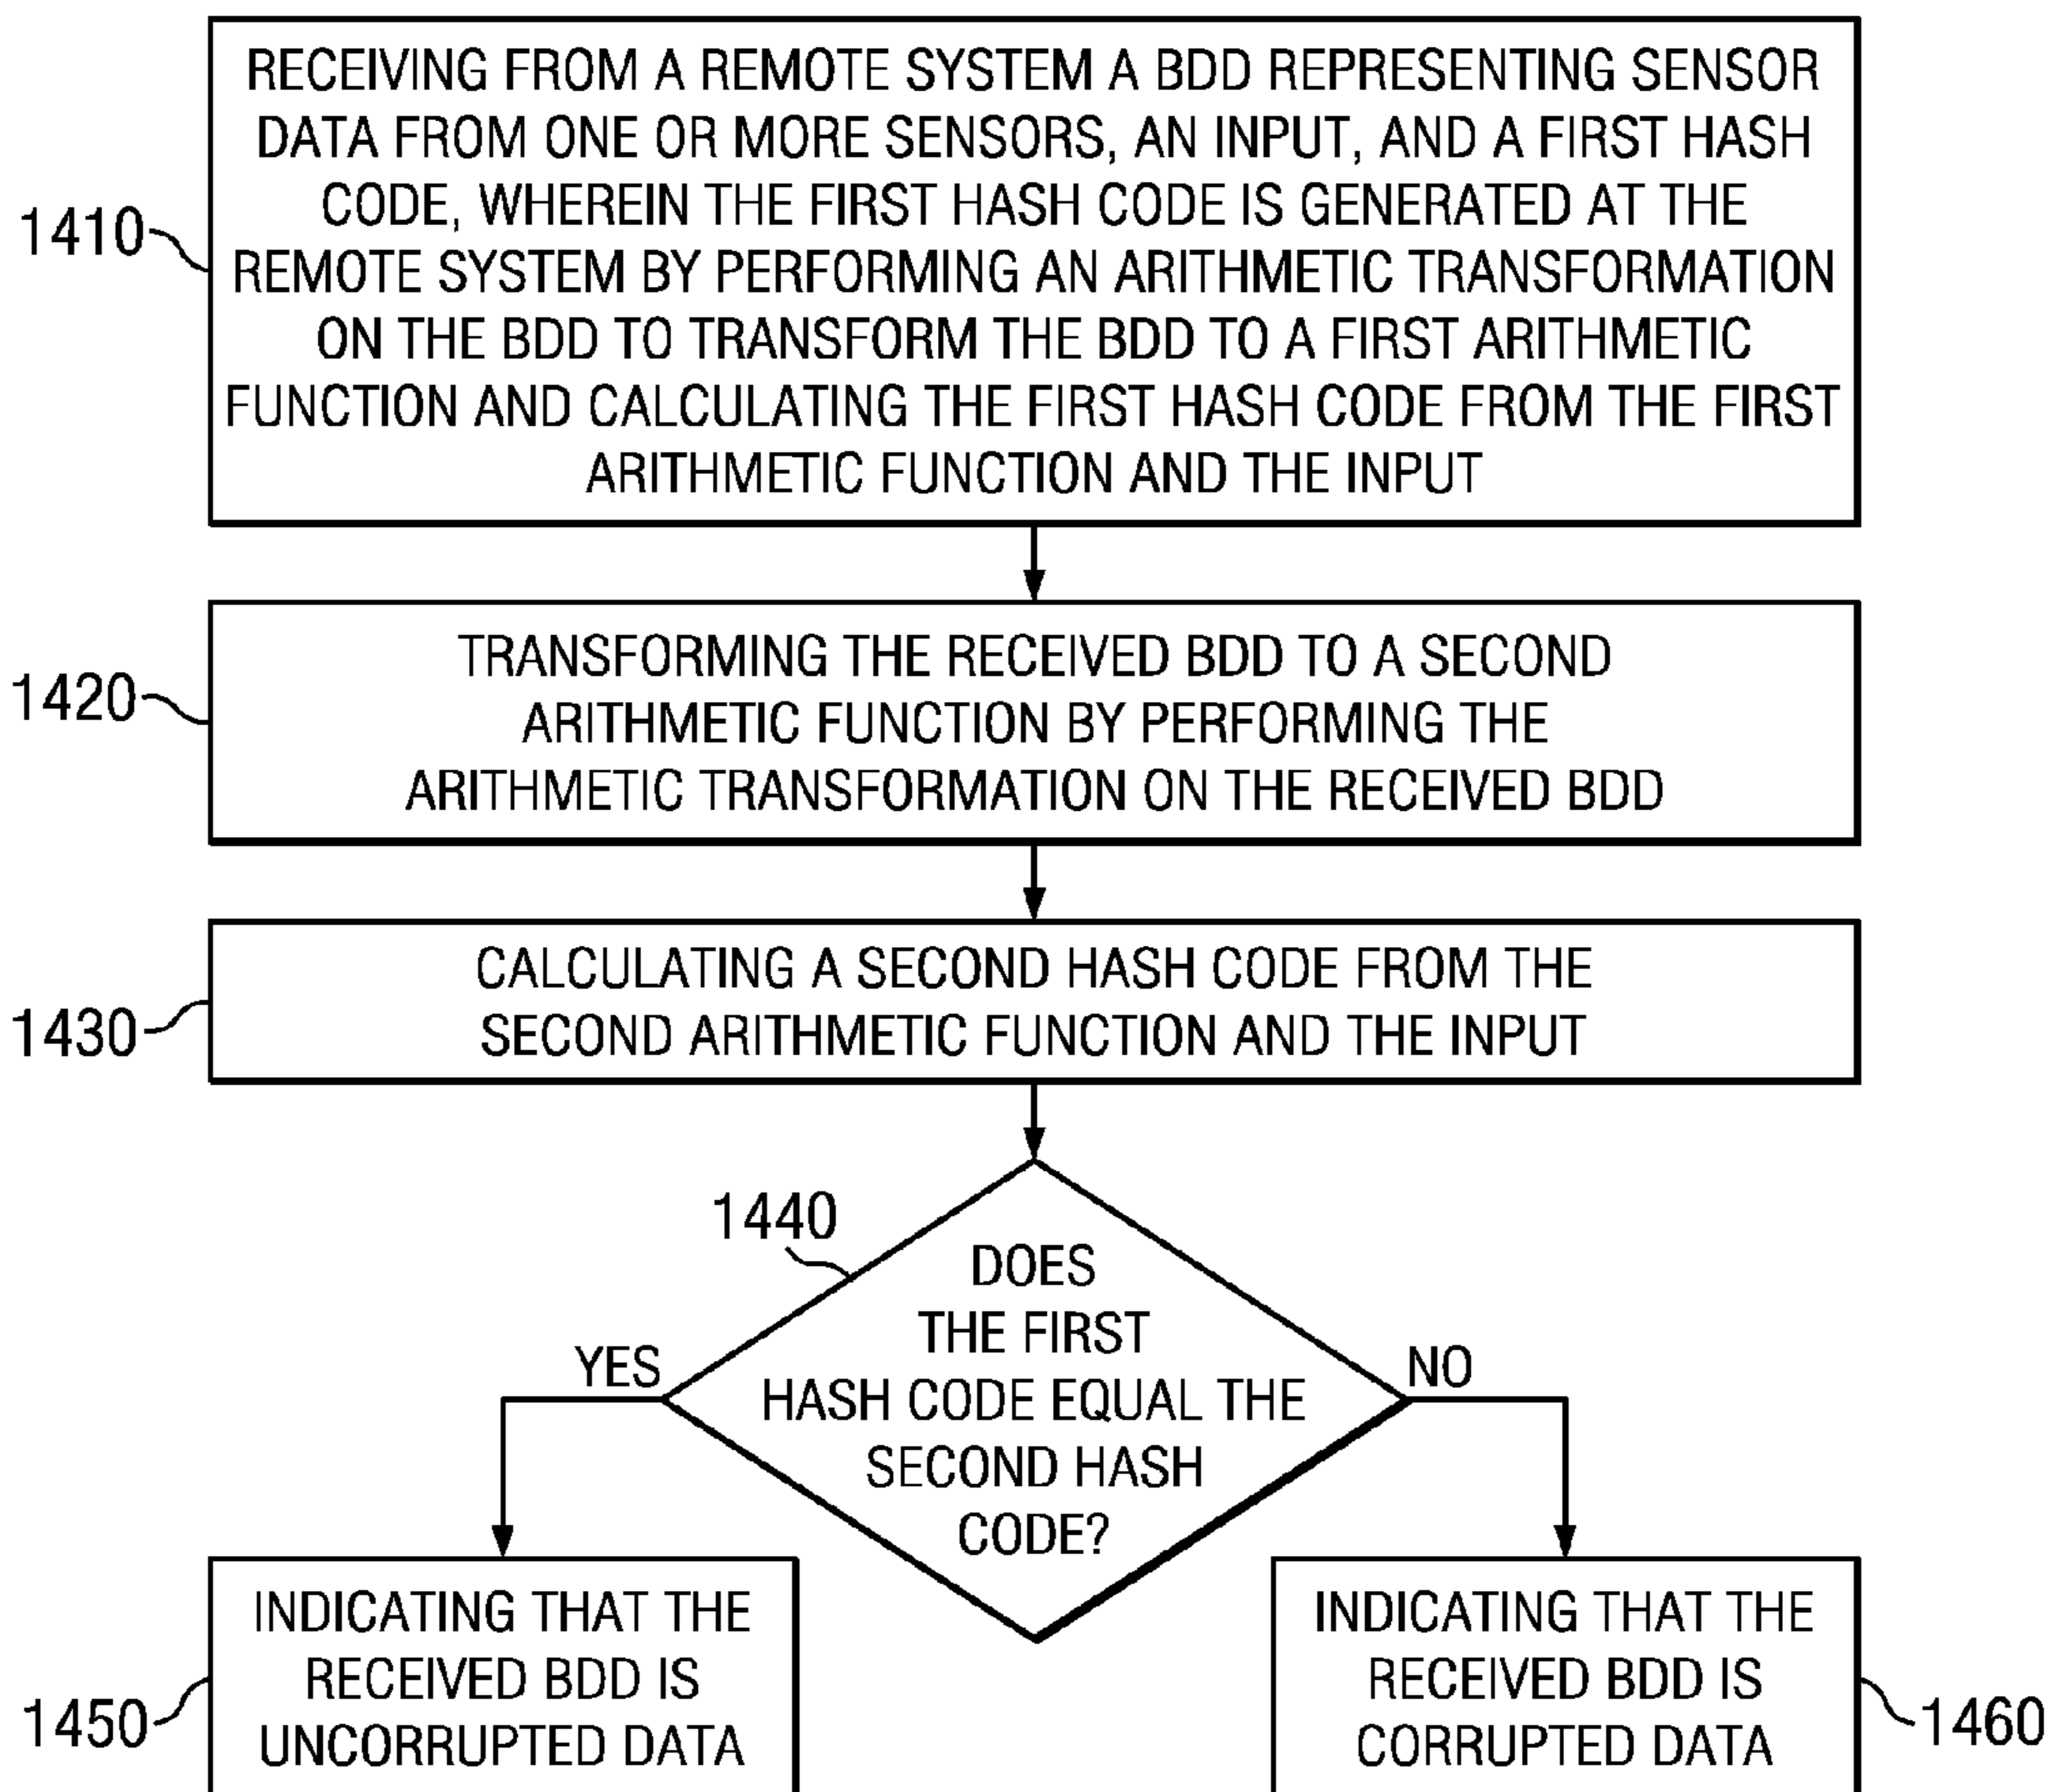 RECEIVING FROM A REMOTE SYSTEM A BDD REPRESENTING SENSOR
DATA FROM ONE OR MORE SENSORS, AN INPUT, AND A FIRST HASH
CODE, WHEREIN THE FIRST HASH CODE IS GENERATED AT THE
REMOTE SYSTEM BY PERFORMING AN ARITHMETIC TRANSFORMATION
ON THE BDD TO TRANSFORM THE BDD TO A FIRST ARITHMETIC
FUNCTION AND CALCULATING THE FIRST HASH CODE FROM THE FIRST
ARITHMETIC FUNCTION AND THE INPUT
1410
TRANSFORMING THE RECEIVED BDD TO A SECOND
ARITHMETIC FUNCTION BY PERFORMING THE
ARITHMETIC TRANSFORMATION ON THE RECEIVED BDD
1420
CALCULATING A SECOND HASH CODE FROM THE
SECOND ARITHMETIC FUNCTION AND THE INPUT
1430
1440
DOES
THE FIRST
HASH CODE EQUAL THE
SECOND HASH
CODE?
YES
NO
INDICATING THAT THE
RECEIVED BDD IS
UNCORRUPTED DATA
1450
INDICATING THAT THE
RECEIVED BDD IS
CORRUPTED DATA
1460